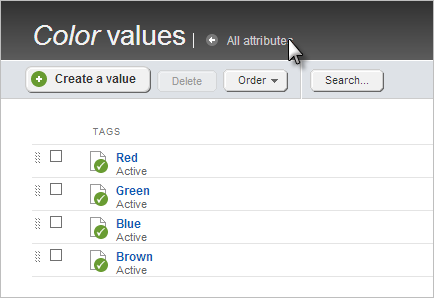 Color values | All attributes
Create a value Delete Order Search...
TAGS
Red
Active
Green
Active
Blue
Active
Brown
Active